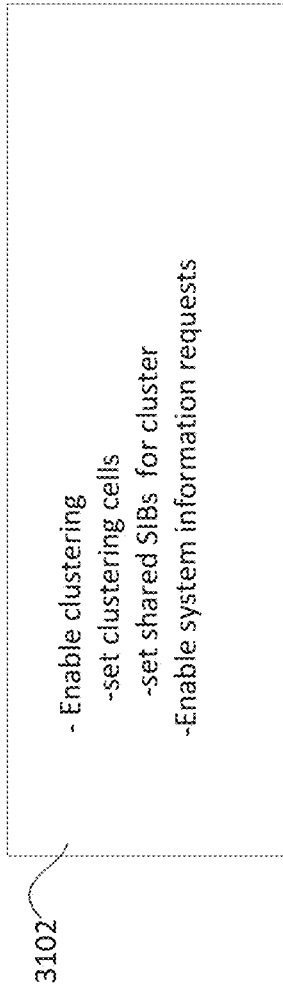 - Enable clustering
-set clustering cells
-set shared SIBs for cluster
-Enable system information requests
3102